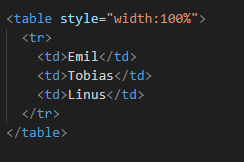 <table style="width:100%">
  <tr>
    <td>Emil</td>
    <td>Tobias</td>
    <td>Linus</td>
  </tr>
</table>